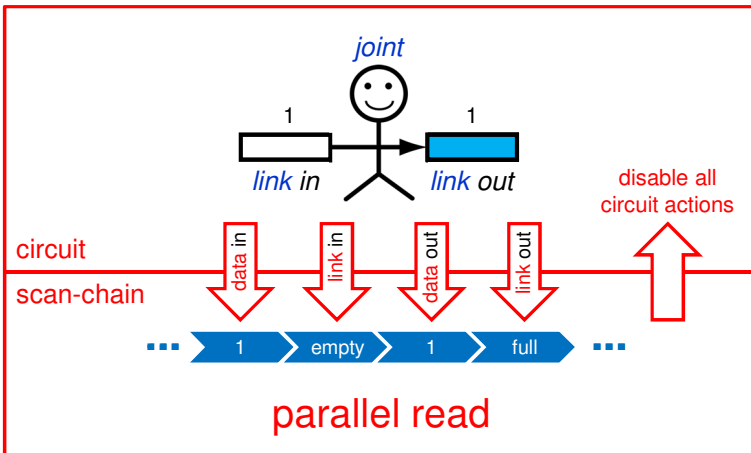 joint
1 1
link in link out
disable all
circuit actions
circuit
data in link in data out link out
scan-chain
1 empty 1 full
parallel read